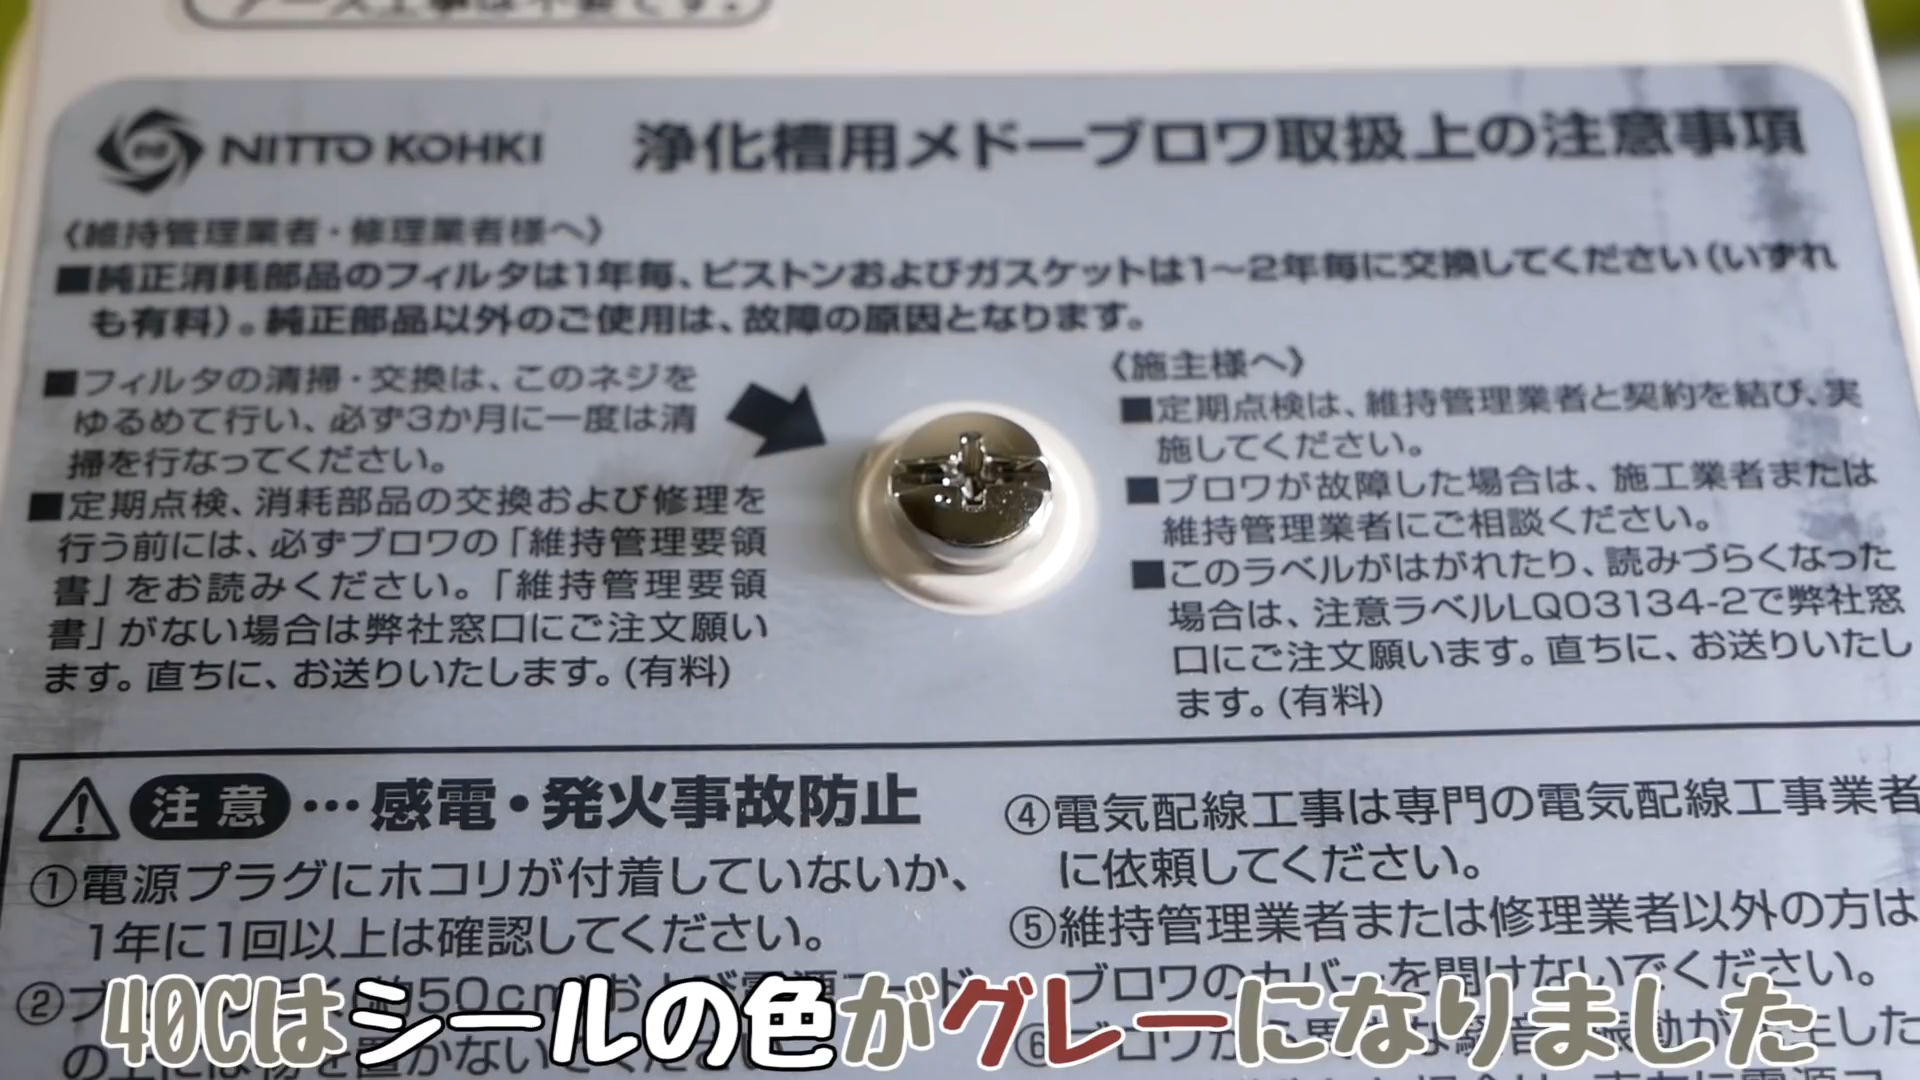 アース工事は不要です。
NITTO KOHKI 浄化槽用メドーブロワ取扱上の注意事項
〈維持管理業者・修理業者様へ〉
■純正消耗部品のフィルタは1年毎、ピストンおよびガスケットは1～2年毎に交換してください(いずれ
も有料)。純正部品以外のご使用は、故障の原因となります。
■フィルタの清掃・交換は、このネジを
ゆるめて行い、必ず3か月に一度は清
掃を行なってください。
■定期点検、消耗部品の交換および修理を
行う前には、必ずブロワの「維持管理要領
書」をお読みください。「維持管理要領
書」がない場合は弊社窓口にご注文願い
ます。直ちに、お送りいたします。(有料)
〈施主様へ〉
■定期点検は、維持管理業者と契約を結び、実
施してください。
■ブロワが故障した場合は、施工業者または
維持管理業者にご相談ください。
■このラベルがはがれたり、読みづらくなった
場合は、注意ラベルLQ03134-2で弊社窓
口にご注文願います。直ちに、お送りいたし
ます。(有料)
注意…感電・発火事故防止
①電源プラグにホコリが付着していないか、
1年に1回以上は確認してください。
②
④電気配線工事は専門の電気配線工事業者
に依頼してください。
⑤維持管理業者または修理業者以外の方は
ブロワのカバーを開けないでください。
⑥
40Cはシールの色がグレーになりました